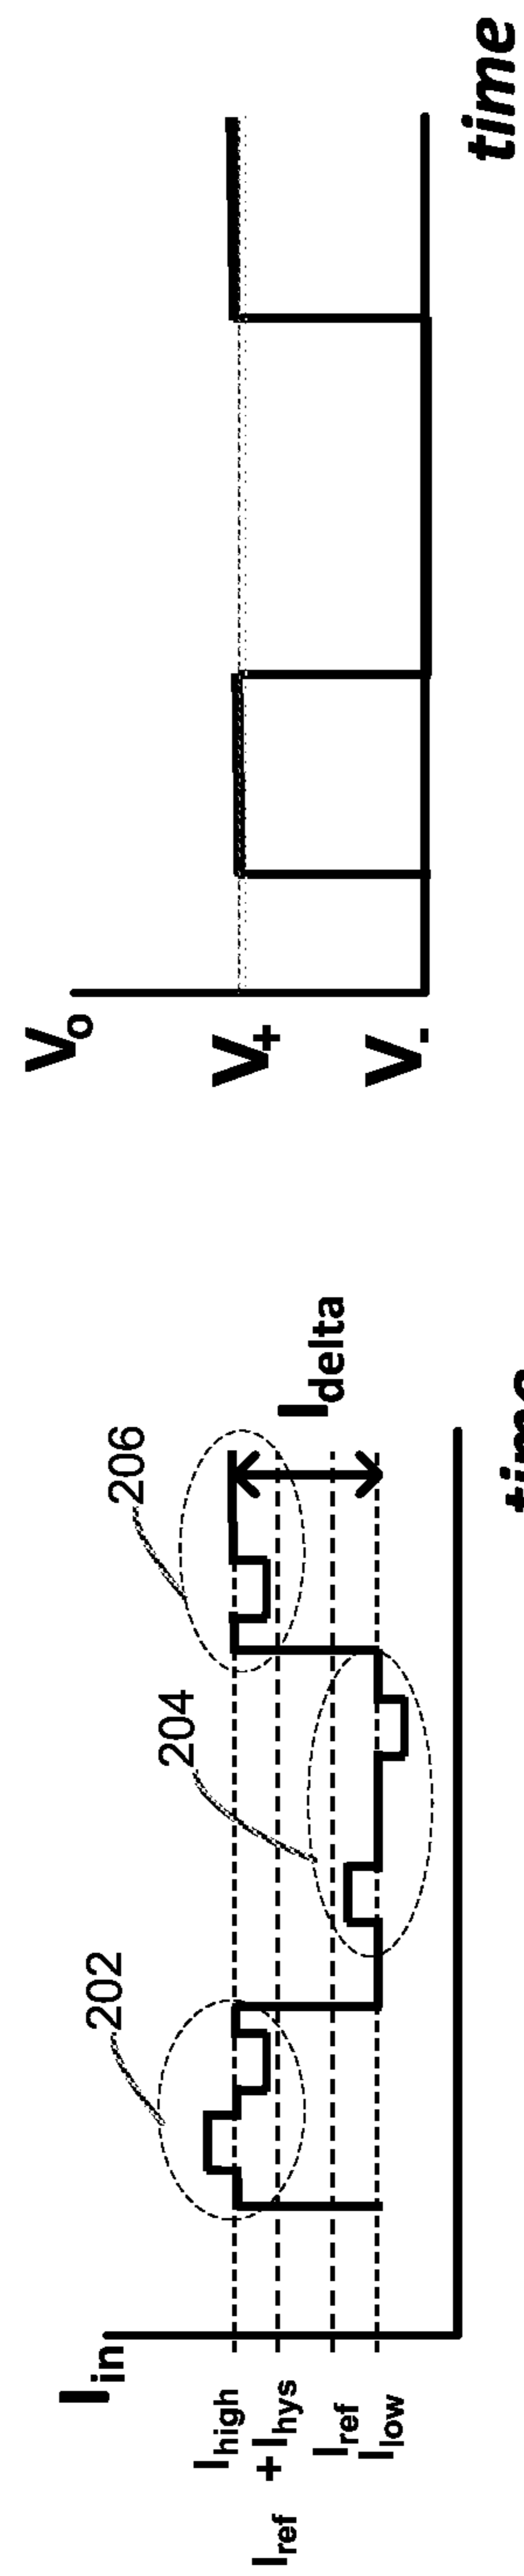 I_in
I_high
I_ref + I_hys
I_ref
I_low
202
204
206
I_delta
time
V_o
V_+
V_-
time